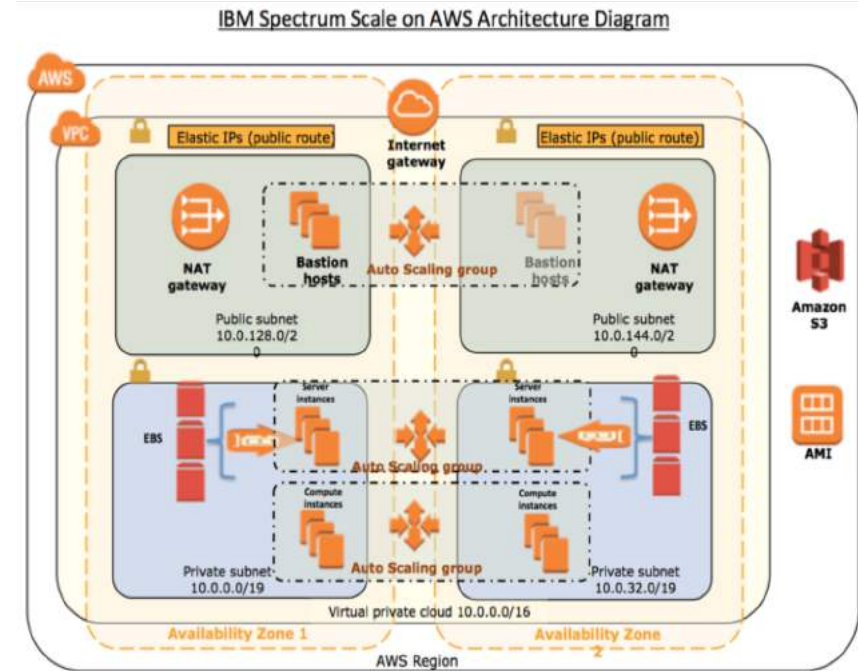 IBM Spectrum Scale on AWS Architecture Diagram
AWS
VPC
Elastic IPs (public route)
Internet
gateway
Elastic IPs (public route)
NAT
gateway
Bastion
hosts
Auto Scaling group
Bastion
hosts
NAT
gateway
Public subnet
10.0.128.0/2
0
Public subnet
10.0.144.0/2
0
Amazon
S3
EBS
Server
instances
Auto Scaling group
Server
instances
EBS
AMI
Compute
instances
Auto Scaling group
Compute
instances
Private subnet
10.0.0.0/19
Private subnet
10.0.32.0/19
Virtual private cloud 10.0.0.0/16
Availability Zone 1
Availability Zone
2
AWS Region